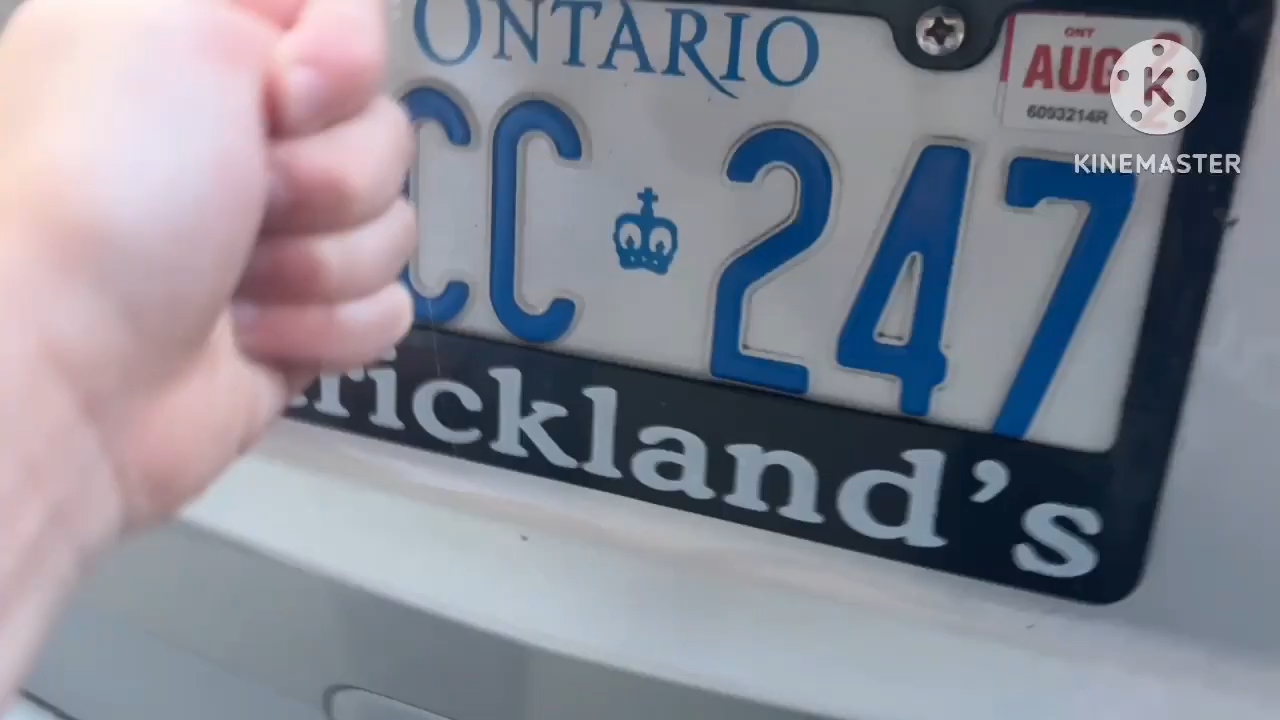 ONTARIO
ONT
AUG
6093214R
CC 247
rickland's
KINEMASTER